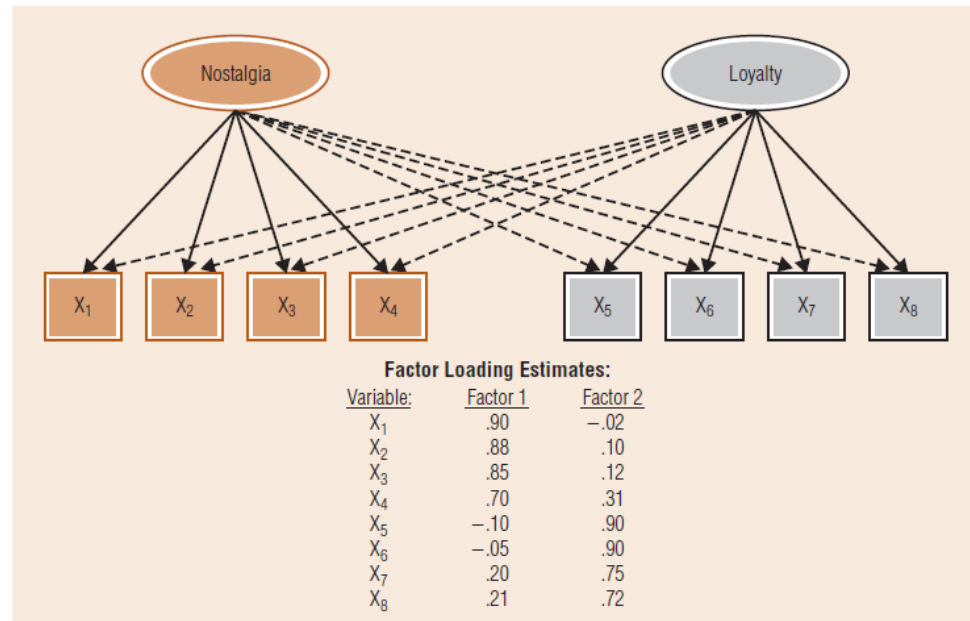 Nostalgia Loyalty
X₁ X₂ X₃ X₄ X₅ X₆ X₇ X₈
Factor Loading Estimates:
Variable: Factor 1 Factor 2
X₁ .90 −.02
X₂ .88 .10
X₃ .85 .12
X₄ .70 .31
X₅ −.10 .90
X₆ −.05 .90
X₇ .20 .75
X₈ .21 .72